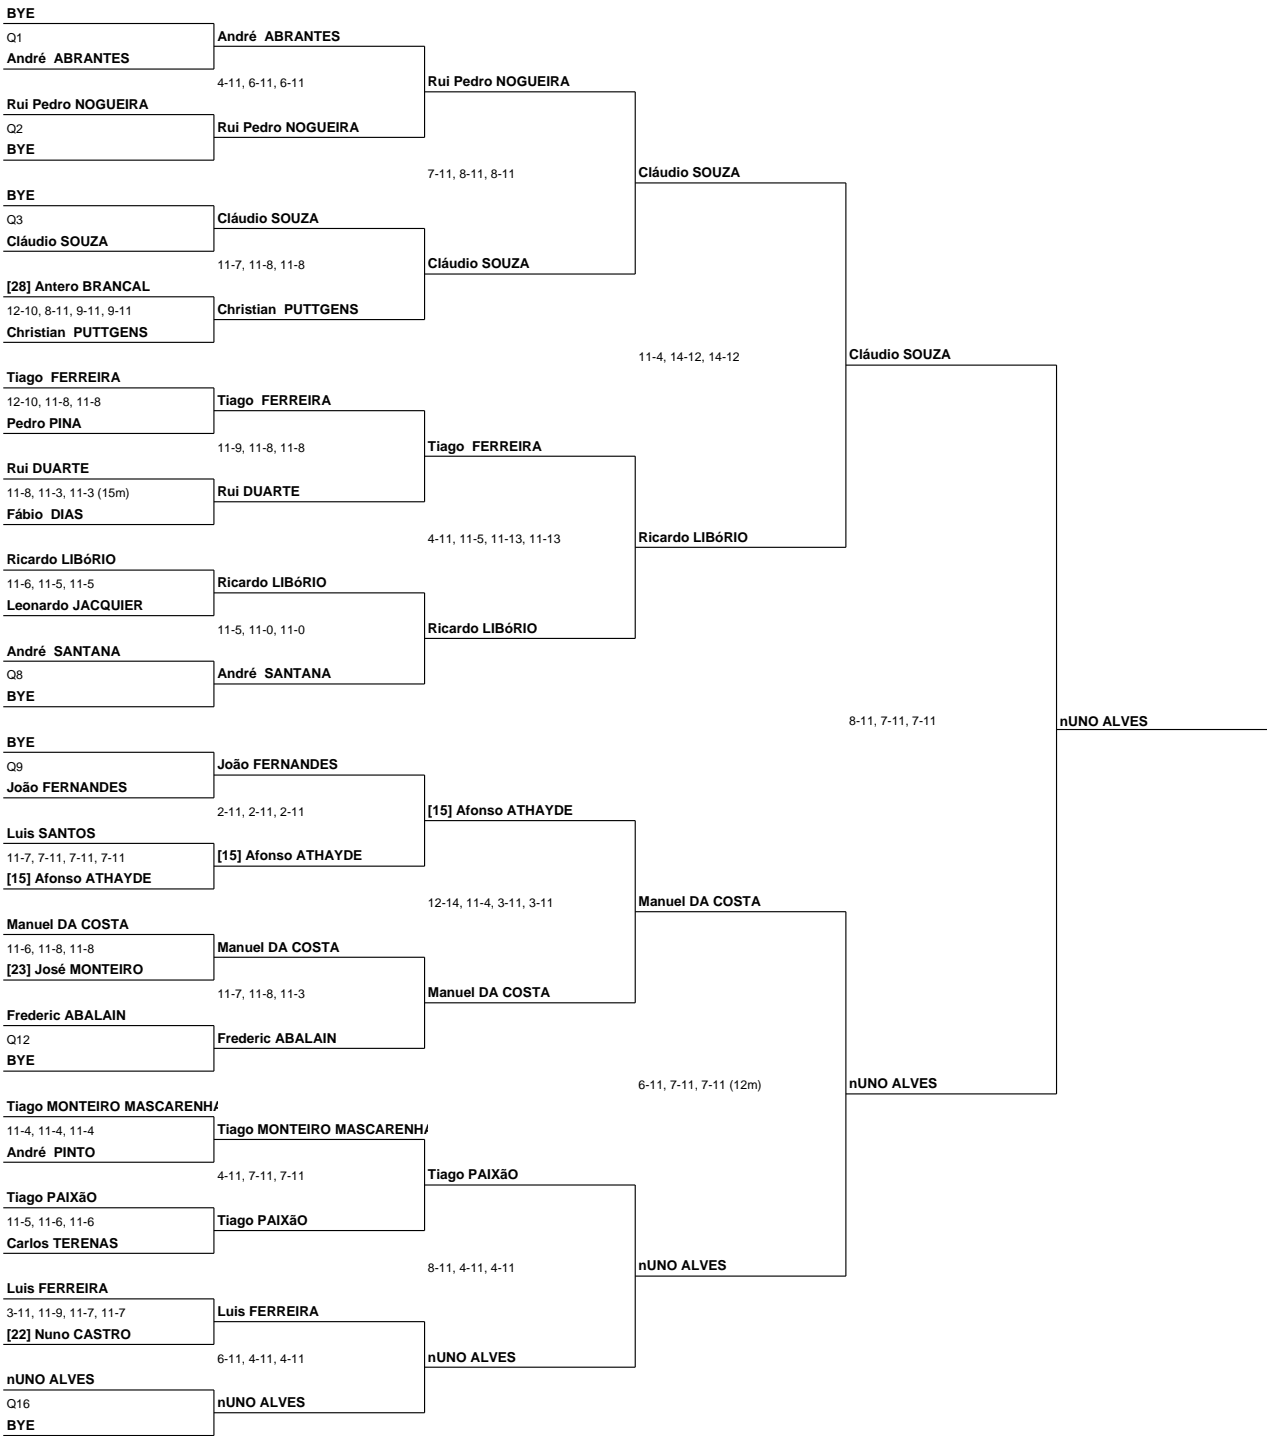 BYE
Q1
André  ABRANTES
Rui Pedro NOGUEIRA
Q2
BYE
BYE
Q3
Cláudio SOUZA
[28] Antero BRANCAL
12-10, 8-11, 9-11, 9-11
Christian  PUTTGENS
Tiago  FERREIRA
12-10, 11-8, 11-8
Pedro PINA
Rui DUARTE
11-8, 11-3, 11-3 (15m)
Fábio  DIAS
Ricardo LIBóRIO
11-6, 11-5, 11-5
Leonardo JACQUIER
André  SANTANA
Q8
BYE
BYE
Q9
João FERNANDES
Luis SANTOS
11-7, 7-11, 7-11, 7-11
[15] Afonso ATHAYDE
Manuel DA COSTA
11-6, 11-8, 11-8
[23] José MONTEIRO
Frederic ABALAIN
Q12
BYE
Tiago MONTEIRO MASCARENHA
11-4, 11-4, 11-4
André  PINTO
Tiago PAIXãO
11-5, 11-6, 11-6
Carlos TERENAS
Luis FERREIRA
3-11, 11-9, 11-7, 11-7
[22] Nuno CASTRO
nUNO ALVES
Q16
BYE
André  ABRANTES
4-11, 6-11, 6-11
Rui Pedro NOGUEIRA
Cláudio SOUZA
11-7, 11-8, 11-8
Christian  PUTTGENS
Tiago  FERREIRA
11-9, 11-8, 11-8
Rui DUARTE
Ricardo LIBóRIO
11-5, 11-0, 11-0
André  SANTANA
João FERNANDES
2-11, 2-11, 2-11
[15] Afonso ATHAYDE
Manuel DA COSTA
11-7, 11-8, 11-3
Frederic ABALAIN
Tiago MONTEIRO MASCARENHA
4-11, 7-11, 7-11
Tiago PAIXãO
Luis FERREIRA
6-11, 4-11, 4-11
nUNO ALVES
Rui Pedro NOGUEIRA
7-11, 8-11, 8-11
Cláudio SOUZA
Tiago  FERREIRA
4-11, 11-5, 11-13, 11-13
Ricardo LIBóRIO
[15] Afonso ATHAYDE
12-14, 11-4, 3-11, 3-11
Manuel DA COSTA
Tiago PAIXãO
8-11, 4-11, 4-11
nUNO ALVES
Cláudio SOUZA
11-4, 14-12, 14-12
Ricardo LIBóRIO
Manuel DA COSTA
6-11, 7-11, 7-11 (12m)
nUNO ALVES
Cláudio SOUZA
8-11, 7-11, 7-11
nUNO ALVES
nUNO ALVES